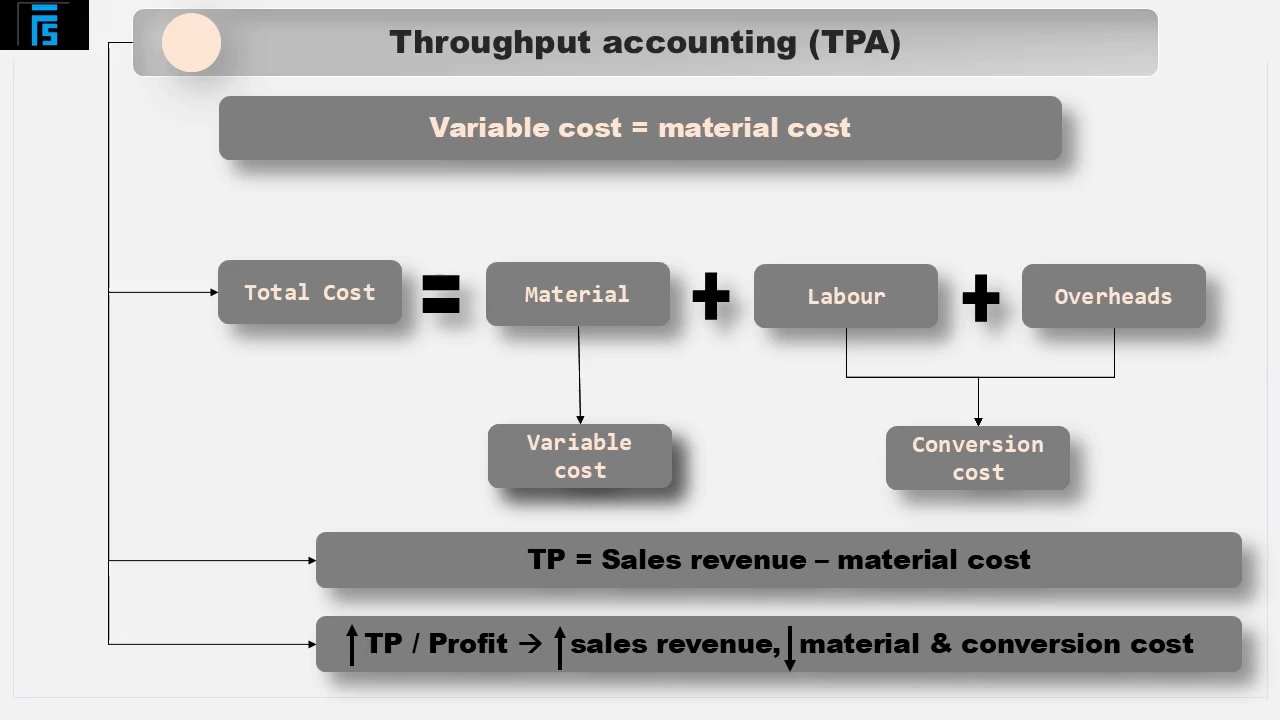 Throughput accounting (TPA)
Variable cost = material cost
Total Cost = Material + Labour + Overheads
Variable
cost
Conversion
cost
TP = Sales revenue – material cost
↑ TP / Profit → ↑ sales revenue, ↓ material & conversion cost